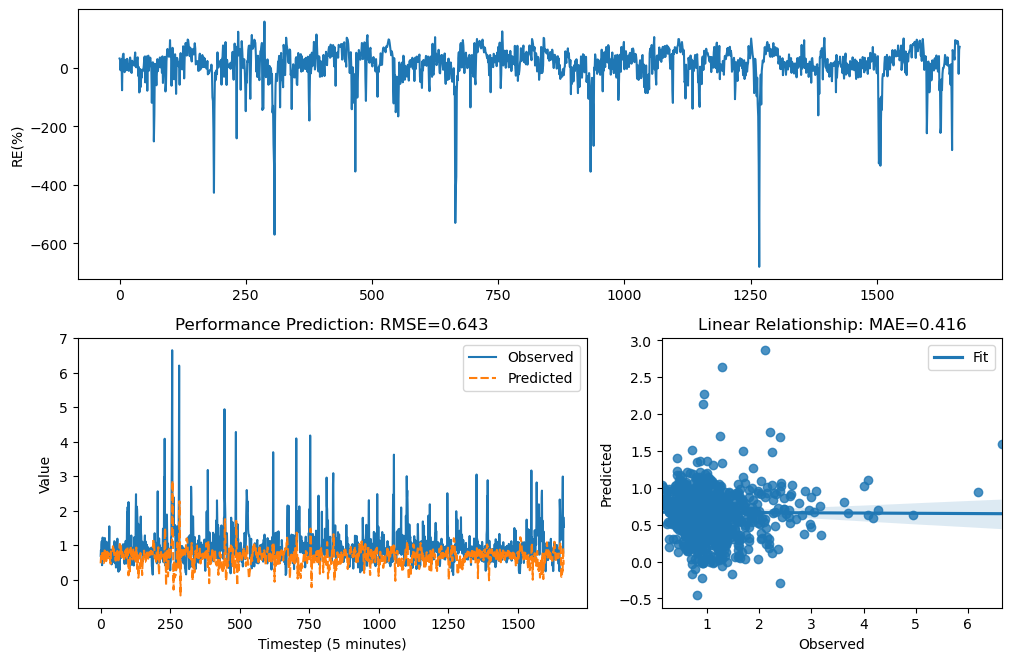 RE(%)
0
−200
−400
−600
0 250 500 750 1000 1250 1500
Performance Prediction: RMSE=0.643
Value
7
6
5
4
3
2
1
0
Observed
Predicted
0 250 500 750 1000 1250 1500
Timestep (5 minutes)
Linear Relationship: MAE=0.416
Predicted
3.0
2.5
2.0
1.5
1.0
0.5
0.0
−0.5
Fit
1 2 3 4 5 6
Observed